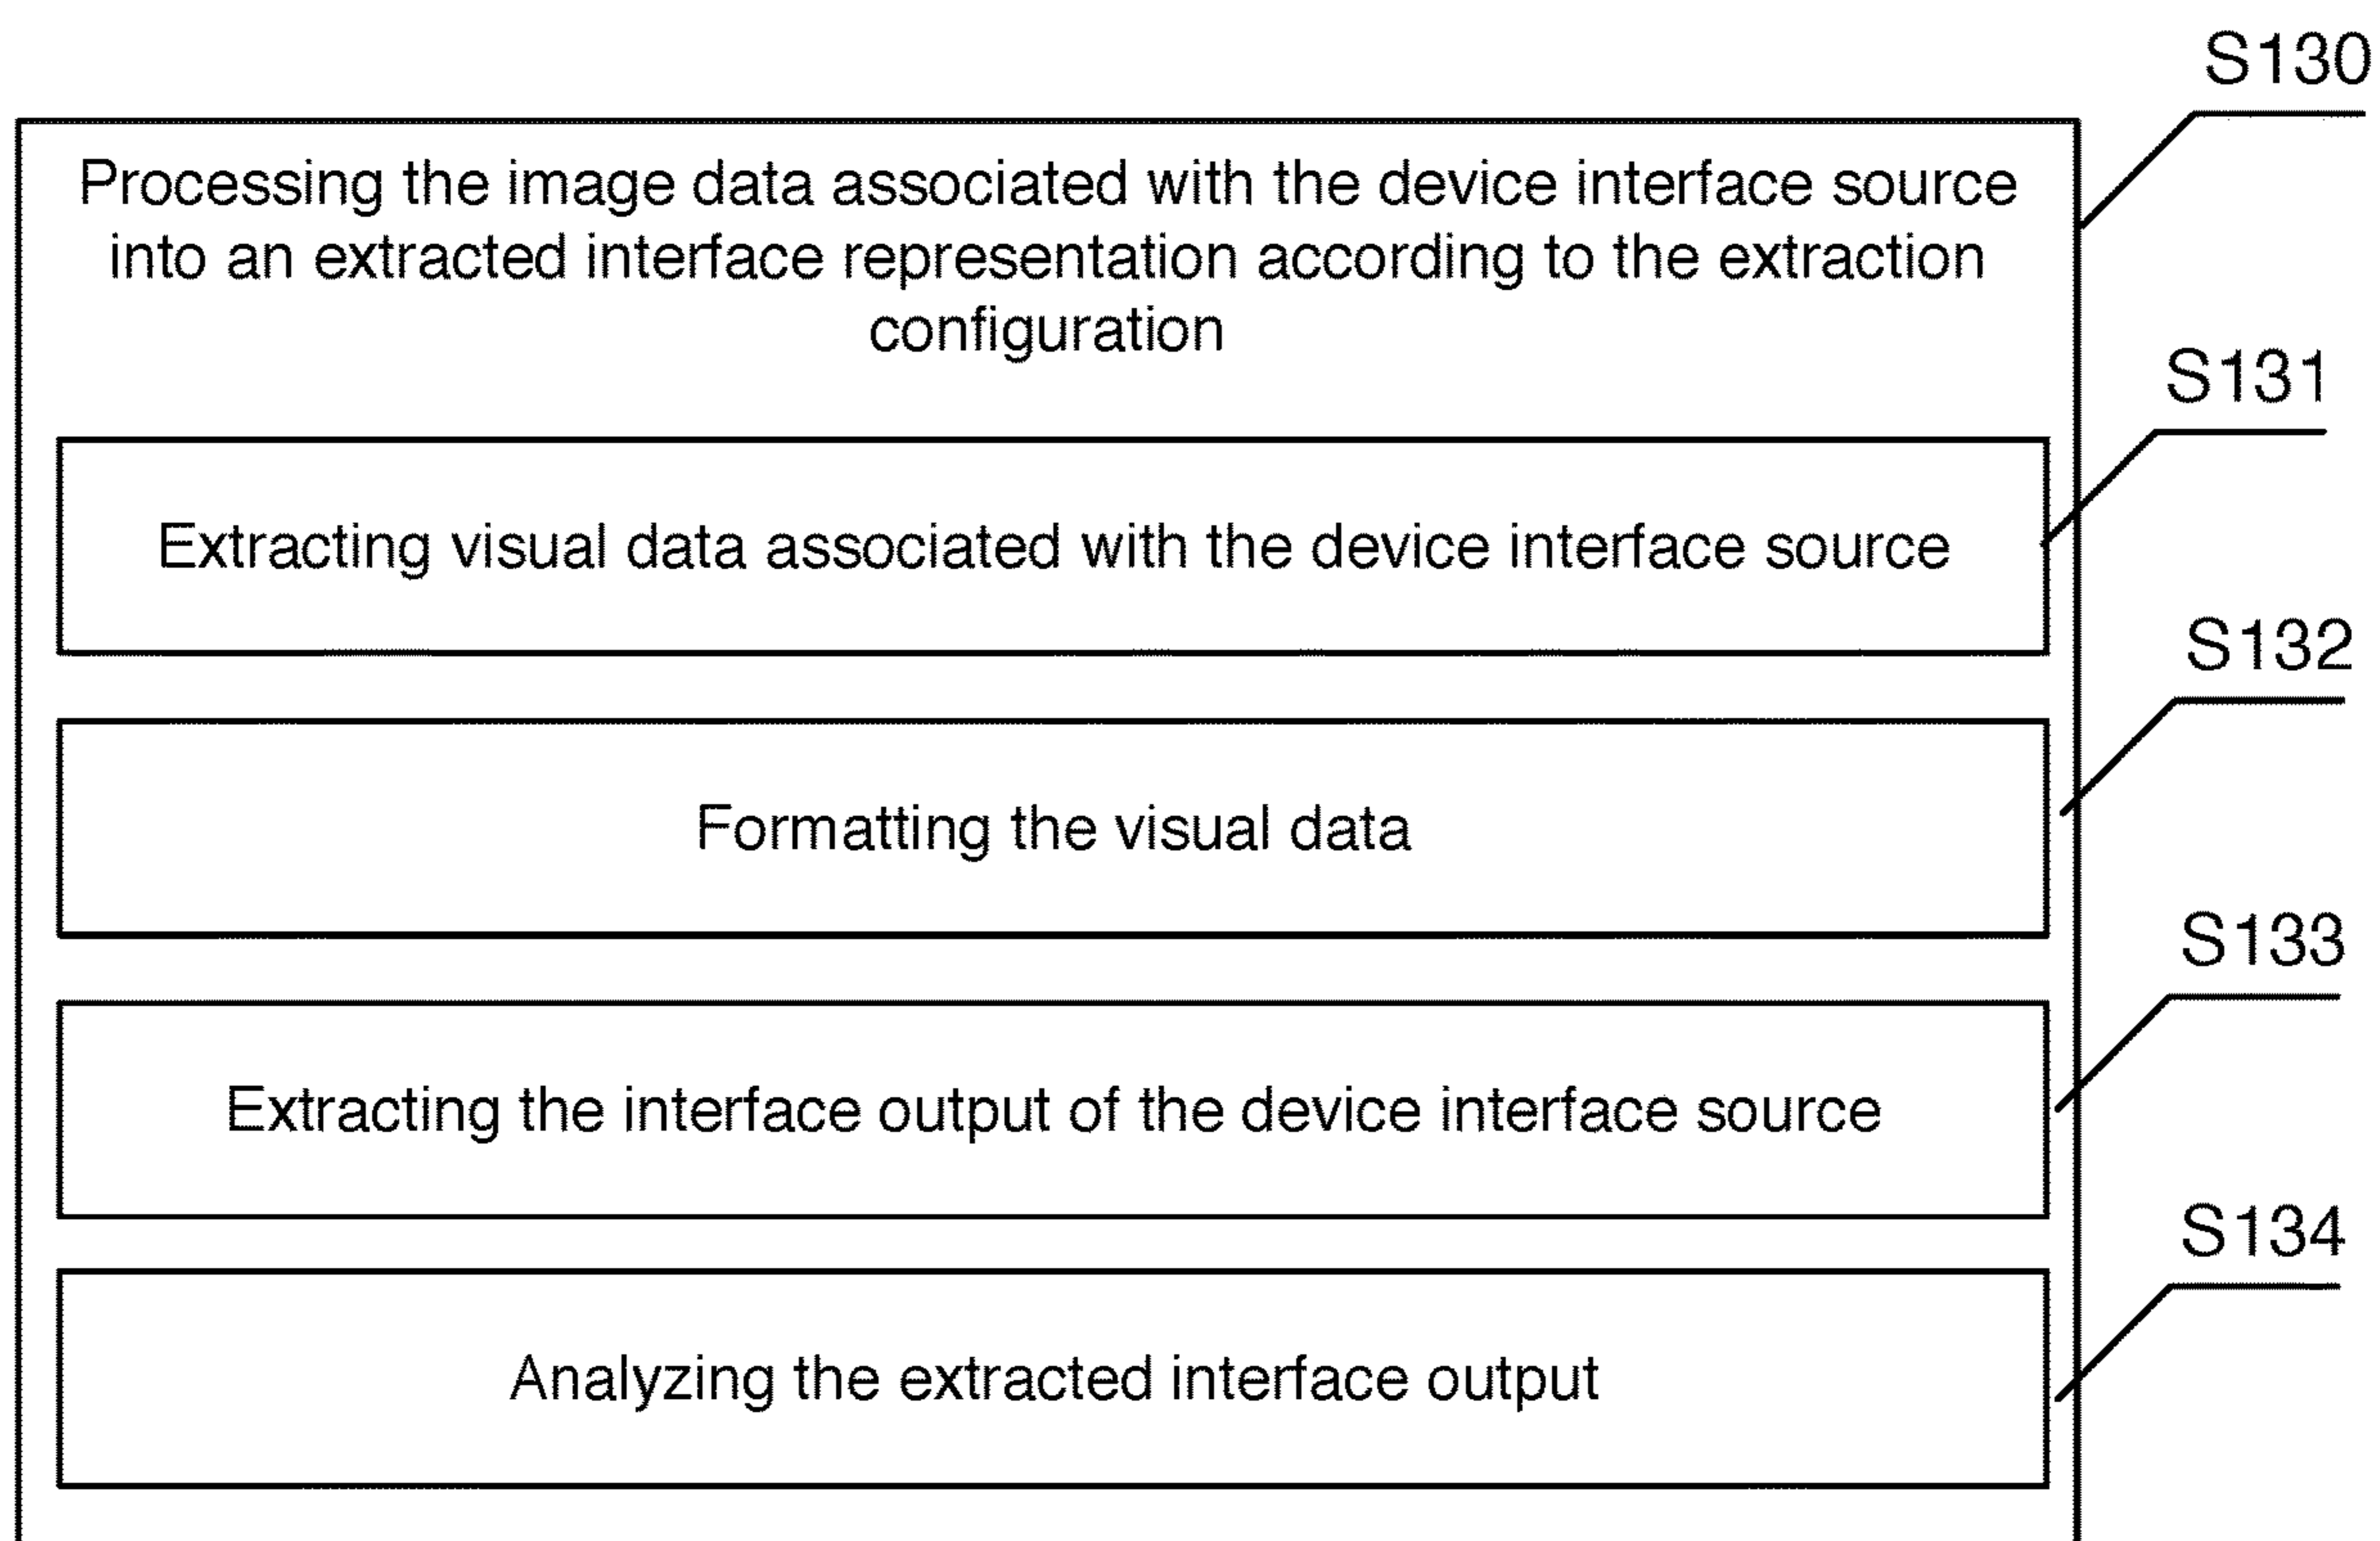 S130
Processing the image data associated with the device interface source
into an extracted interface representation according to the extraction
configuration
S131
Extracting visual data associated with the device interface source
S132
Formatting the visual data
S133
Extracting the interface output of the device interface source
S134
Analyzing the extracted interface output